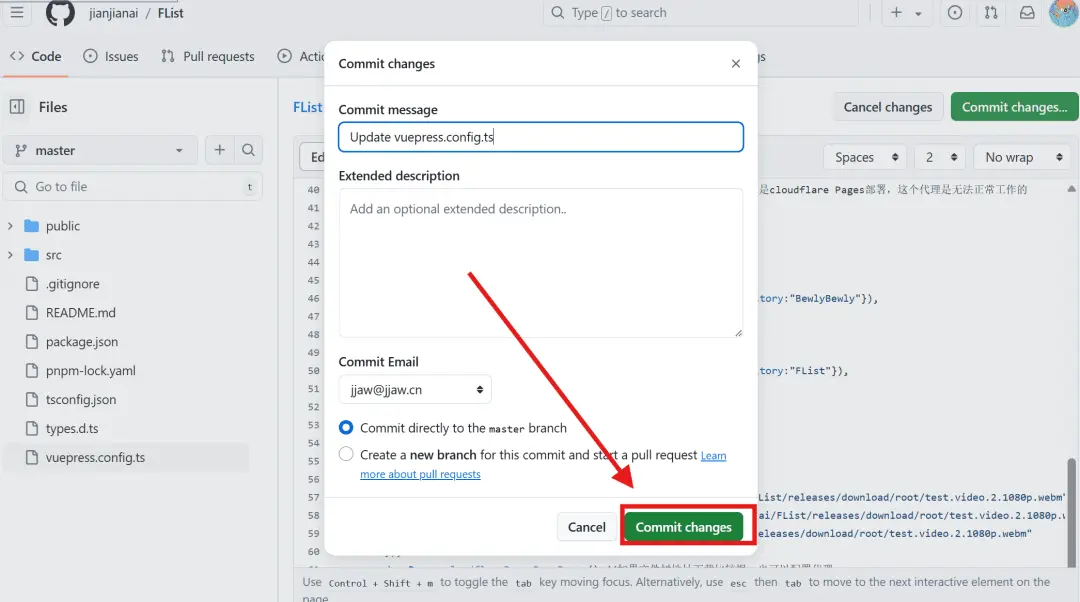 jianjianai / FList
Type / to search
Code
Issues
Pull requests
Files
master
Go to file
t
public
src
.gitignore
README.md
package.json
pnpm-lock.yaml
tsconfig.json
types.d.ts
vuepress.config.ts
FList
Cancel changes
Commit changes...
Spaces
2
No wrap
40
是cloudflare Pages部署，这个代理是无法正常工作的
41
42
43
44
45
46
tory:"BewlyBewly"}),
47
48
49
50
tory:"FList"}),
51
52
53
54
55
56
57
List/releases/download/root/test.video.2.1080p.webm"
58
ai/FList/releases/download/root/test.video.2.1080p.w
59
eleases/download/root/test.video.2.1080p.webm"
60
Commit changes
Commit message
Update vuepress.config.ts
Extended description
Add an optional extended description..
Commit Email
jjaw@jjaw.cn
Commit directly to the master branch
Create a new branch for this commit and start a pull request Learn
more about pull requests
Cancel
Commit changes
Use Control + Shift + m to toggle the tab key moving focus. Alternatively, use esc then tab to move to the next interactive element on the
page